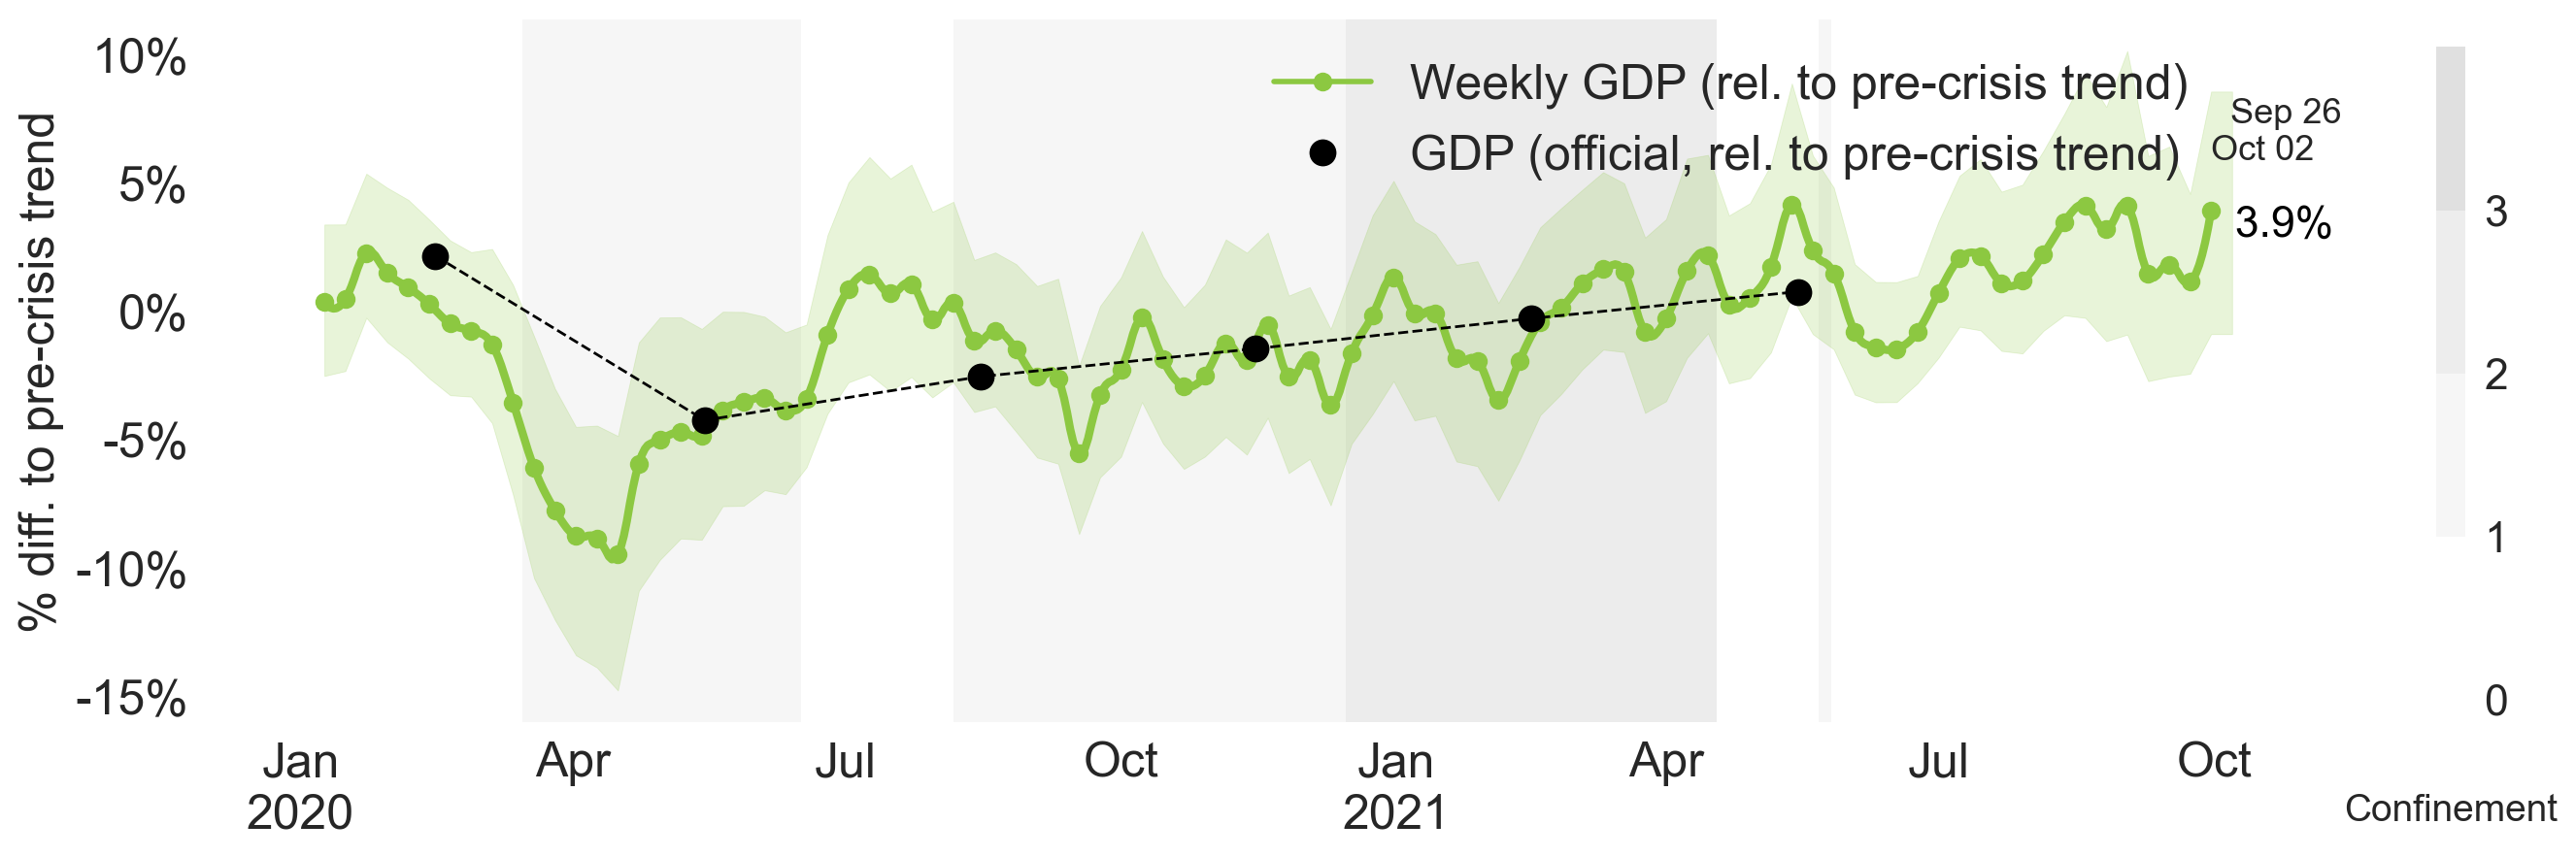 % diff. to pre-crisis trend
10%
5%
0%
-5%
-10%
-15%
Weekly GDP (rel. to pre-crisis trend)
GDP (official, rel. to pre-crisis trend)
Sep 26
Oct 02
3.9%
3
2
1
0
Jan Apr Jul Oct Jan Apr Jul Oct
2020 2021
Confinement